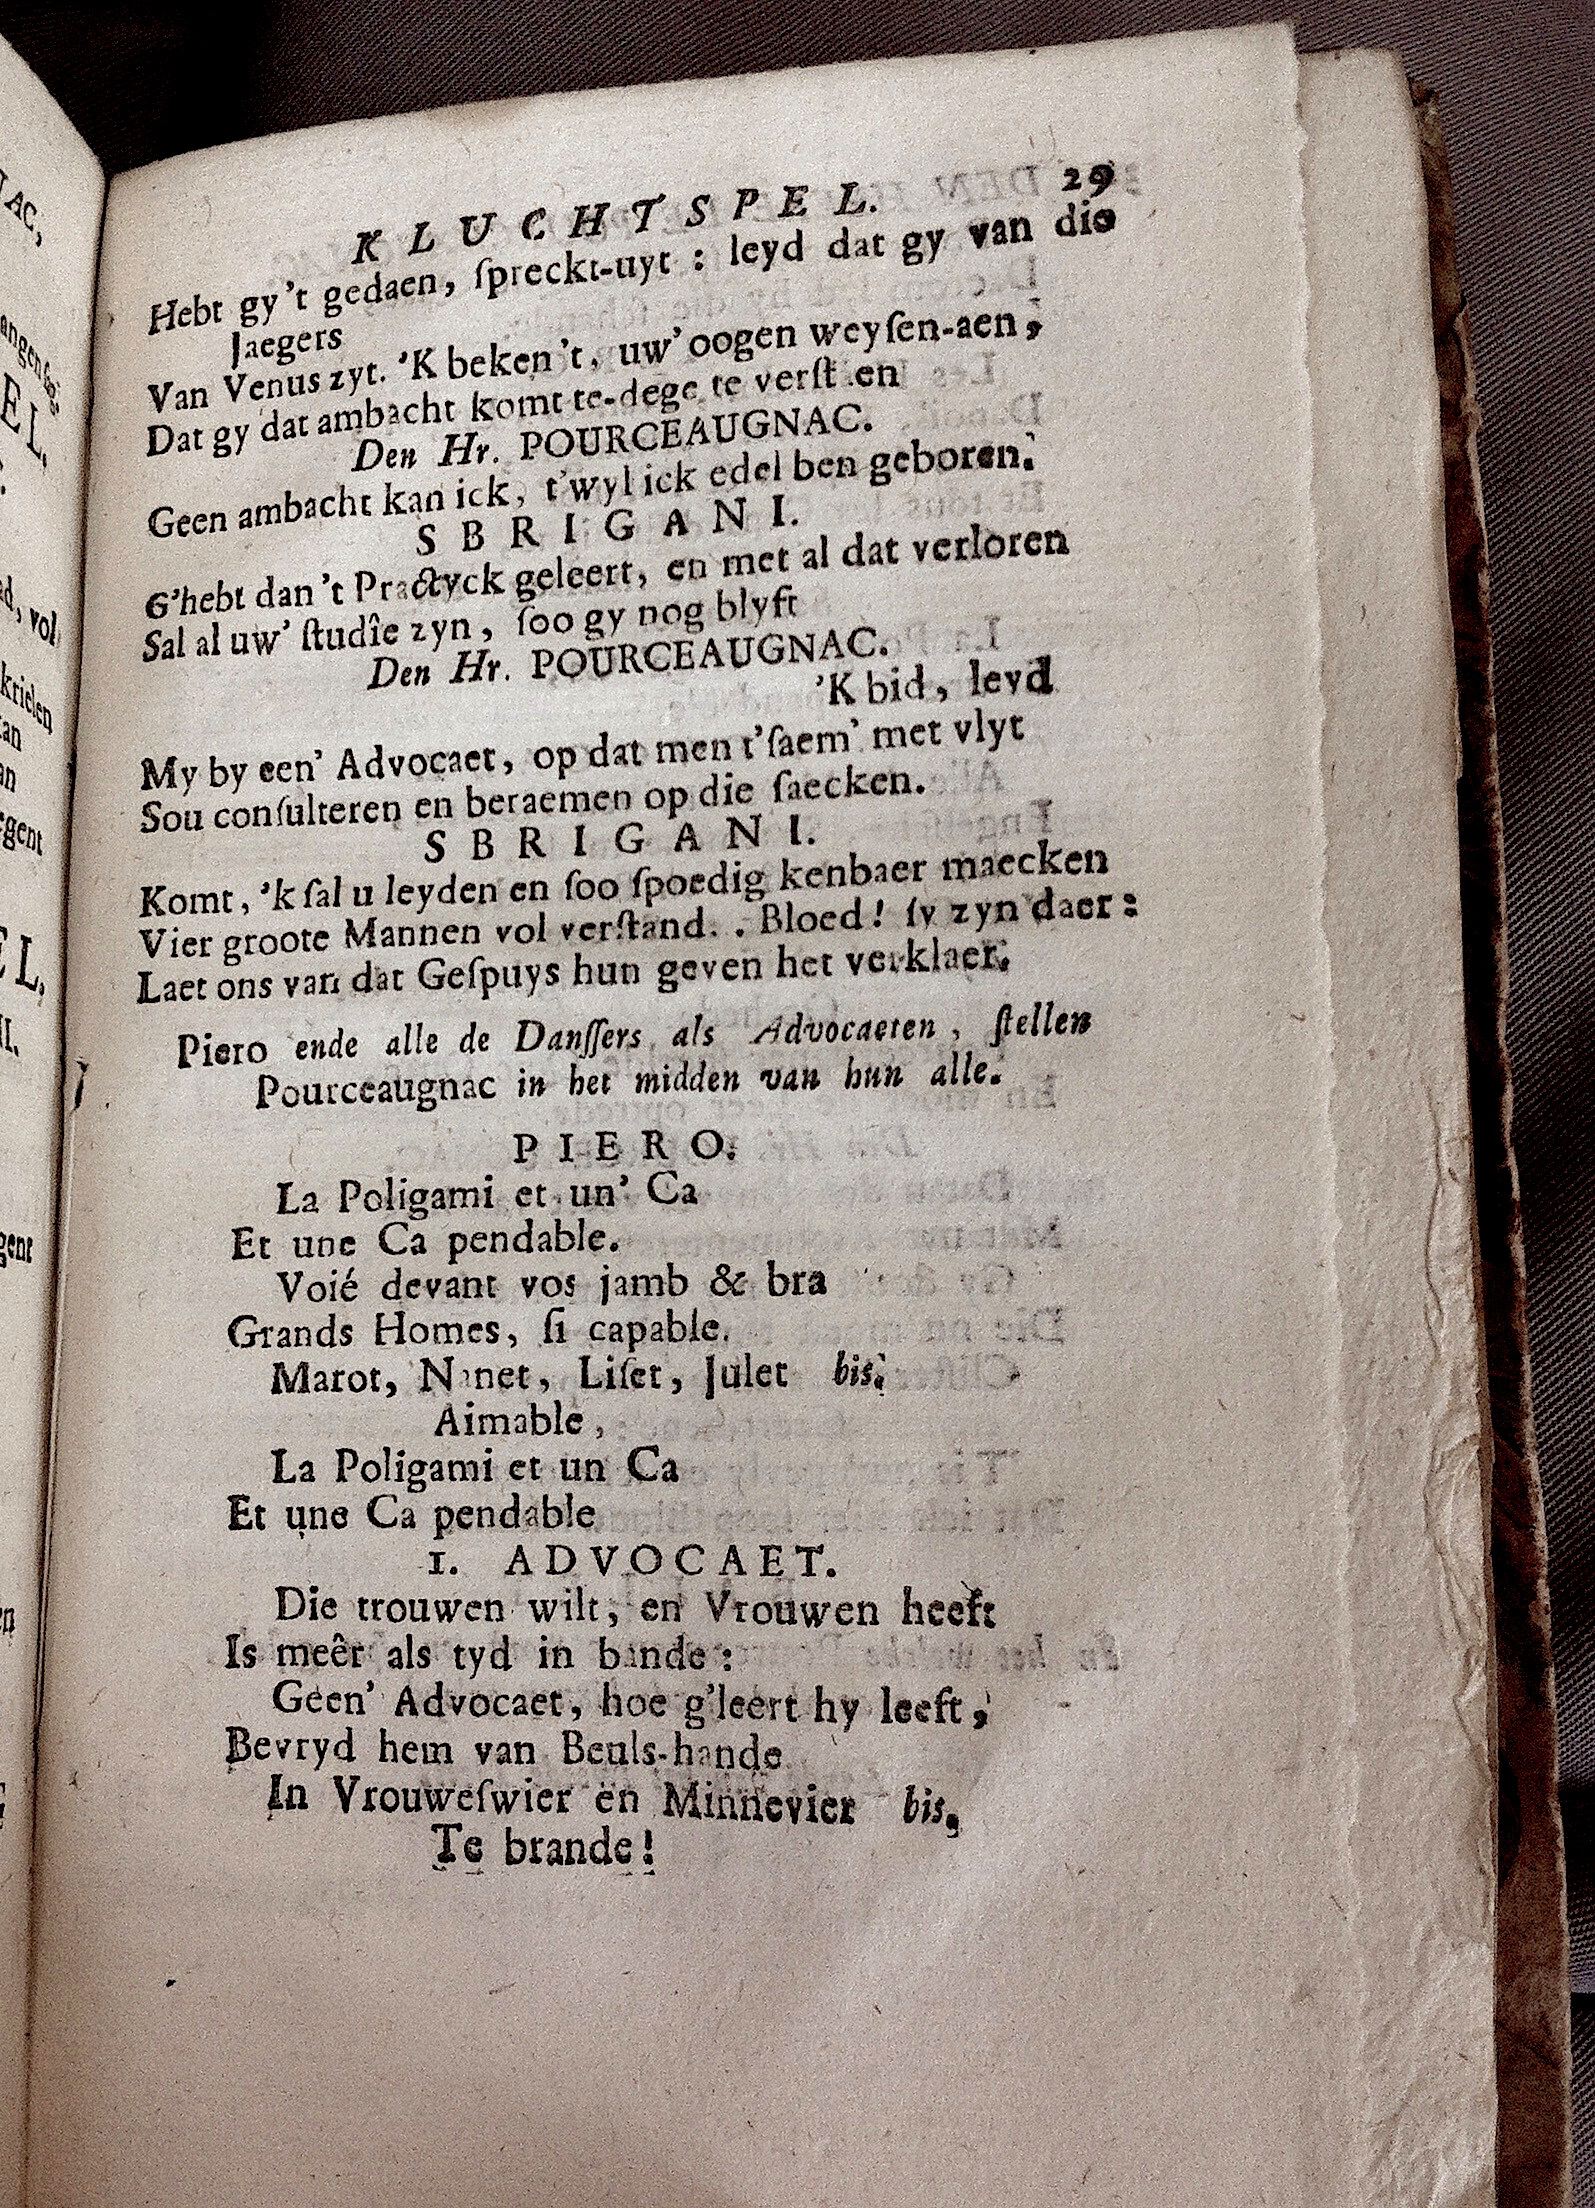 KLUCHTSPEL. 29
Hebt gy 't gedaen, ſpreckt-uyt : leyd dat gy van die
Jaegers
Van Venus zyt. 'K beken 't, uw' oogen weyſen-aen,
Dat gy dat ambacht komt te-dege te verſt en
Den Hr. POURCEAUGNAC.
Geen ambacht kan ick, t'wyl ick edel ben geboren.
SBRIGANI.
G'hebt dan 't Practyck geleert, en met al dat verloren
Sal al uw' ſtudîe zyn, ſoo gy nog blyft
Den Hr. POURCEAUGNAC.
'K bid, leyd
My by een' Advocaet, op dat men t'ſaem' met vlyt
Sou conſulteren en beraemen op die ſaecken.
SBRIGANI.
Komt, 'k ſal u leyden en ſoo ſpoedig kenbaer maecken
Vier groote Mannen vol verſtand. . Bloed! ſy zyn daer :
Laet ons van dat Geſpuys hun geven het verklaer.
Piero ende alle de Danſſers als Advocaeten, ſtellen
Pourceaugnac in het midden van hun alle.
PIERO.
La Poligami et un' Ca
Et une Ca pendable.
Voié devant vos jamb & bra
Grands Homes, ſi capable.
Marot, Nanet, Liſet, Julet bis.
Aimable,
La Poligami et un Ca
Et une Ca pendable
1. ADVOCAET.
Die trouwen wilt, en Vrouwen heeft
Is meêr als tyd in bande :
Geen' Advocaet, hoe g'leert hy leeft,
Bevryd hem van Beuls-hande
In Vrouweſwier en Minnevier bis.
Te brande!